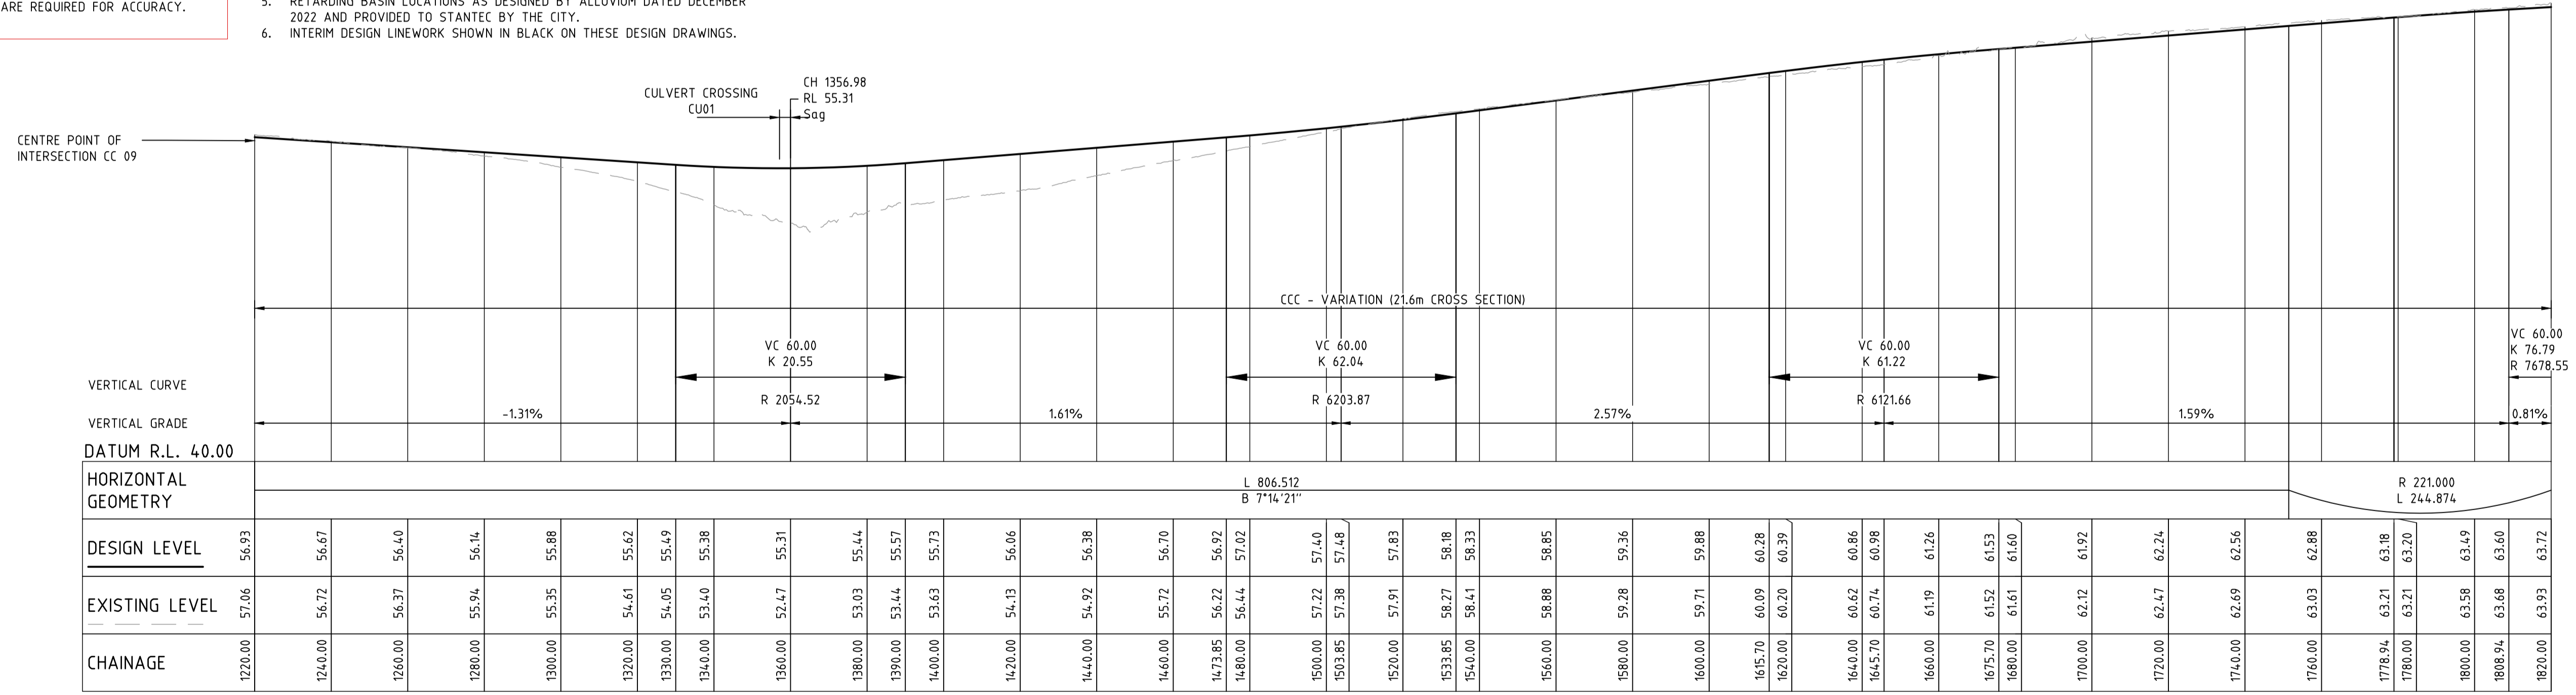 ARE REQUIRED FOR ACCURACY.
5. RETARDING BASIN LOCATIONS AS DESIGNED BY ALLUVIUM DATED DECEMBER
2022 AND PROVIDED TO STANTEC BY THE CITY.
6. INTERIM DESIGN LINEWORK SHOWN IN BLACK ON THESE DESIGN DRAWINGS.
CULVERT CROSSING
CU01
CH 1356.98
RL 55.31
Sag
CENTRE POINT OF
INTERSECTION CC 09
CCC - VARIATION (21.6m CROSS SECTION)
VERTICAL CURVE
VC 60.00
K 20.55
R 2054.52
VC 60.00
K 62.04
R 6203.87
VC 60.00
K 61.22
R 6121.66
VC 60.00
K 76.79
R 7678.55
VERTICAL GRADE
-1.31% 1.61% 2.57% 1.59% 0.81%
DATUM R.L. 40.00
HORIZONTAL
GEOMETRY
L 806.512
B 7°14'21''
R 221.000
L 244.874
DESIGN LEVEL 56.93 56.67 56.40 56.14 55.88 55.62 55.49 55.38 55.31 55.44 55.57 55.73 56.06 56.38 56.70 56.92 57.02 57.40 57.48 57.83 58.18 58.33 58.85 59.36 59.88 60.28 60.39 60.86 60.98 61.26 61.53 61.60 61.92 62.24 62.56 62.88 63.18 63.20 63.49 63.60 63.72
EXISTING LEVEL 57.06 56.72 56.37 55.94 55.35 54.61 54.05 53.40 52.47 53.03 53.44 53.63 54.13 54.92 55.72 56.22 56.44 57.22 57.38 57.91 58.27 58.41 58.88 59.28 59.71 60.09 60.20 60.62 60.74 61.19 61.52 61.61 62.12 62.47 62.69 63.03 63.21 63.21 63.58 63.68 63.93
CHAINAGE 1220.00 1240.00 1260.00 1280.00 1300.00 1320.00 1330.00 1340.00 1360.00 1380.00 1390.00 1400.00 1420.00 1440.00 1460.00 1473.85 1480.00 1500.00 1503.85 1520.00 1533.85 1540.00 1560.00 1580.00 1600.00 1615.70 1620.00 1640.00 1645.70 1660.00 1675.70 1680.00 1700.00 1720.00 1740.00 1760.00 1778.94 1780.00 1800.00 1808.94 1820.00